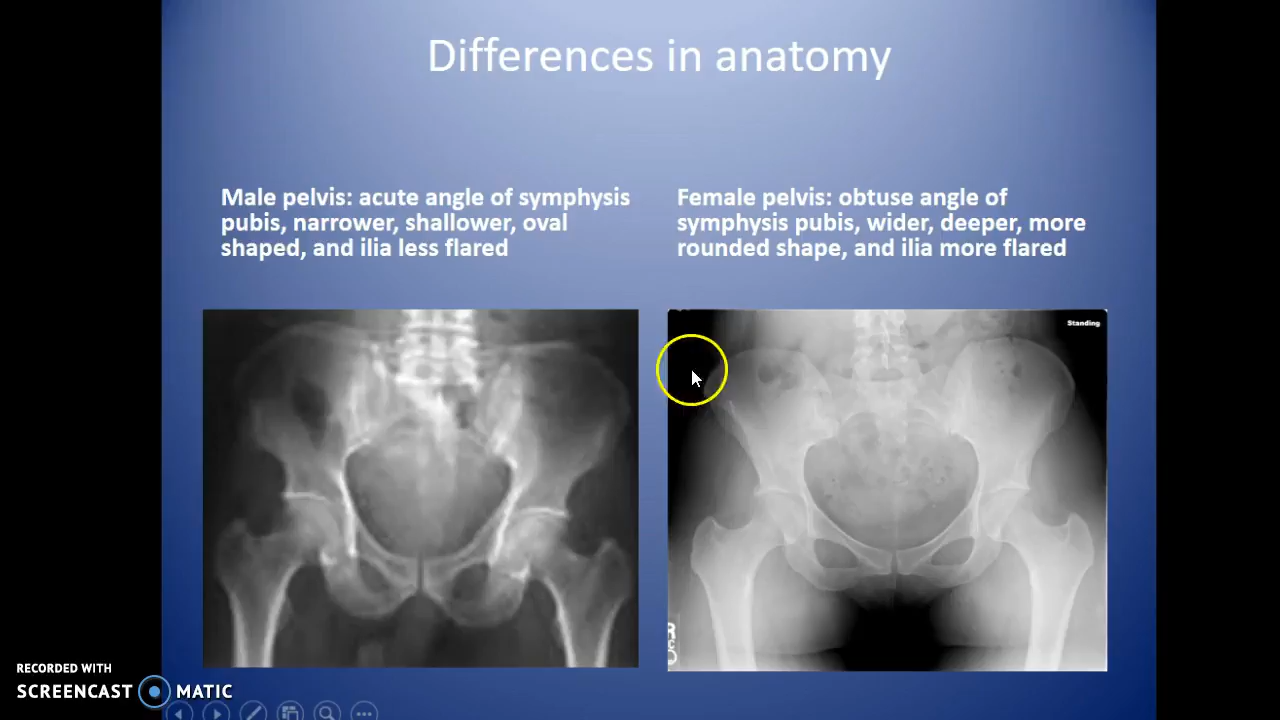 Differences in anatomy
Male pelvis: acute angle of symphysis
pubis, narrower, shallower, oval
shaped, and ilia less flared
Female pelvis: obtuse angle of
symphysis pubis, wider, deeper, more
rounded shape, and ilia more flared
Standing
RECORDED WITH
SCREENCAST MATIC